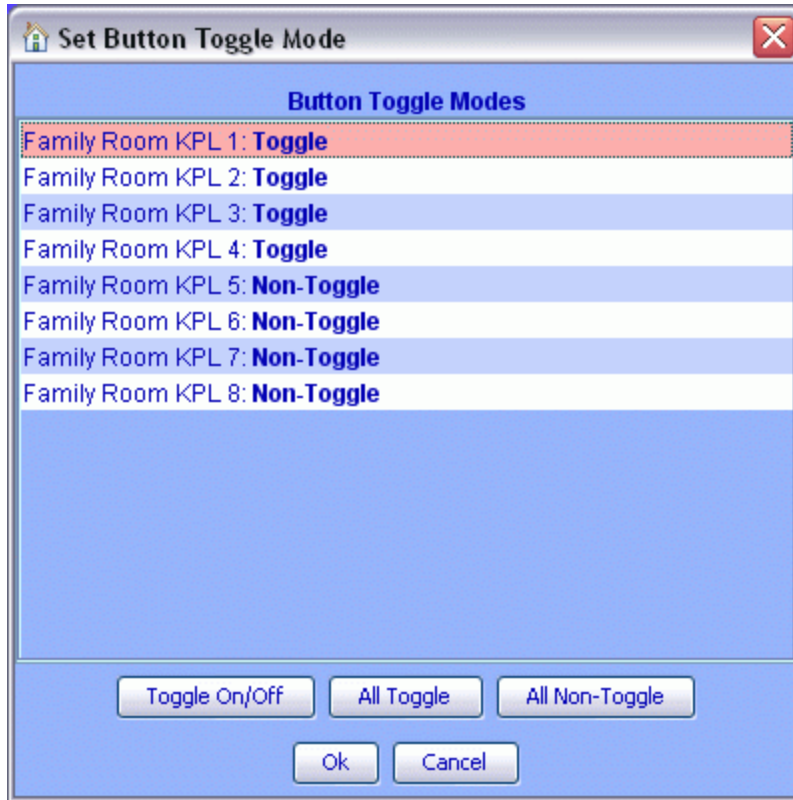 Set Button Toggle Mode
Button Toggle Modes
Family Room KPL 1: Toggle
Family Room KPL 2: Toggle
Family Room KPL 3: Toggle
Family Room KPL 4: Toggle
Family Room KPL 5: Non-Toggle
Family Room KPL 6: Non-Toggle
Family Room KPL 7: Non-Toggle
Family Room KPL 8: Non-Toggle
Toggle On/Off All Toggle All Non-Toggle
Ok Cancel